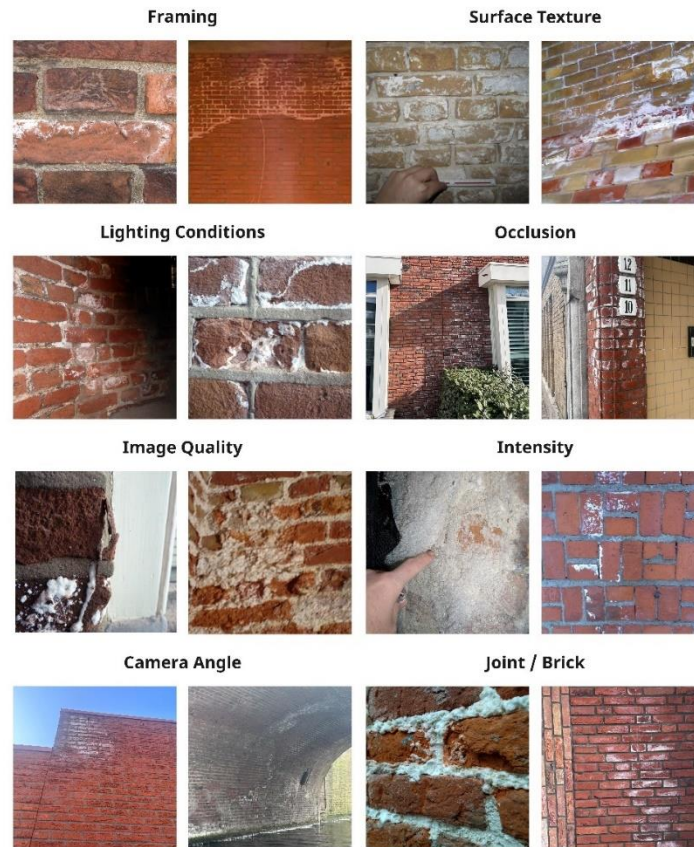 Framing
Surface Texture
Lighting Conditions
Occlusion
12
11
10
Image Quality
Intensity
Camera Angle
Joint / Brick